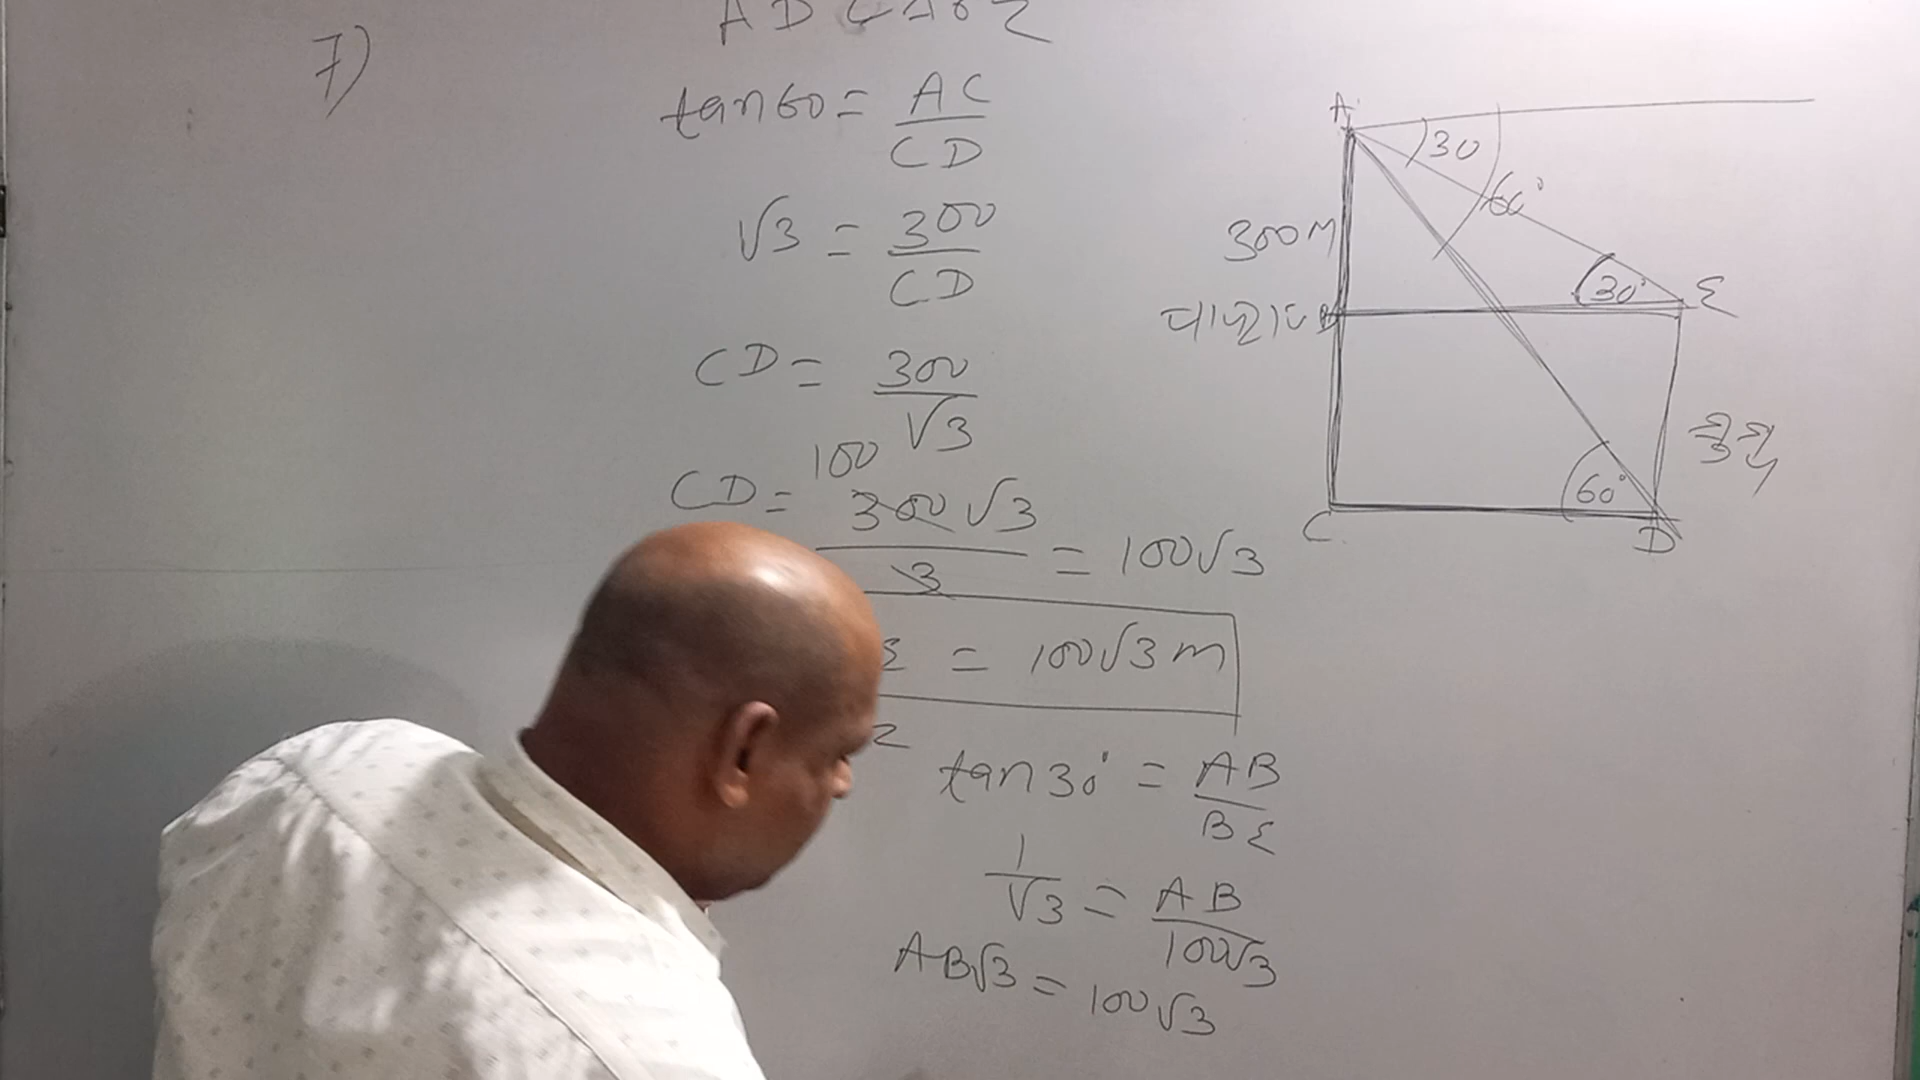 7)
tan60 = AC/CD
√3 = 300/CD
CD = 300/√3
100
CD = 300√3/3 = 100√3
= 100√3 m
tan30° = AB/BE
1/√3 = AB/100√3
AB√3 = 100√3
A
30
60°
300M
30°
E
B
60°
C
D